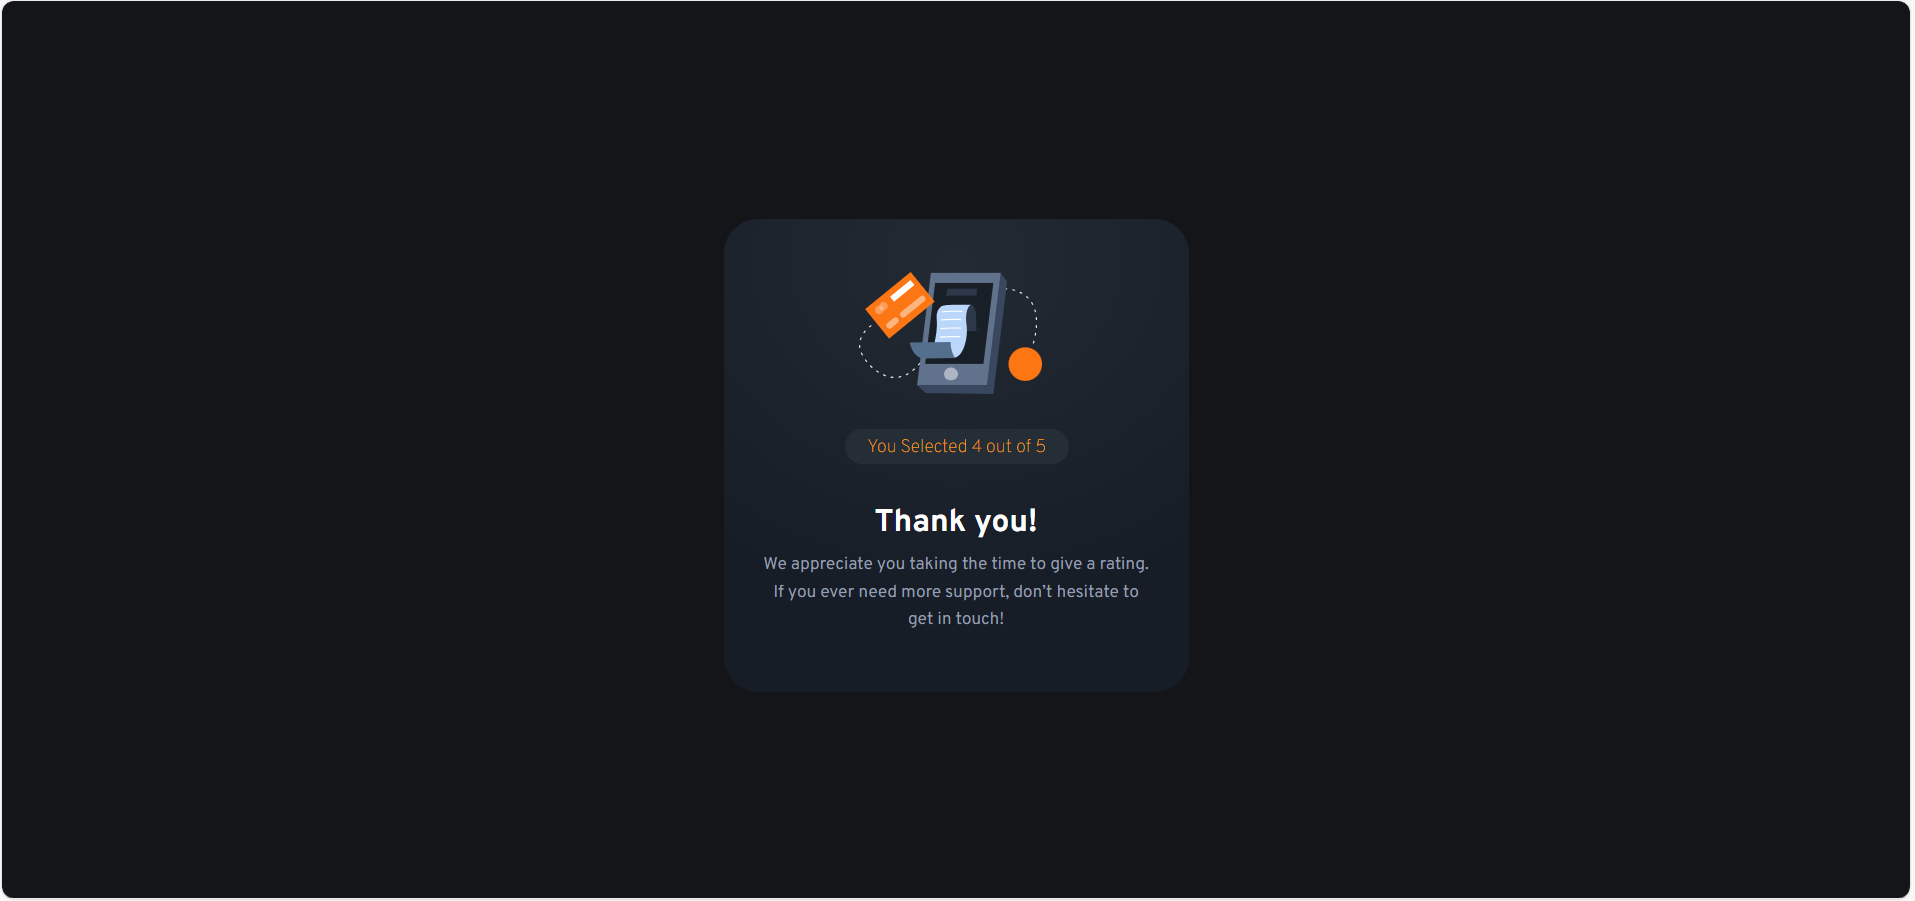 You Selected 4 out of 5
Thank you!
We appreciate you taking the time to give a rating.
If you ever need more support, don’t hesitate to
get in touch!